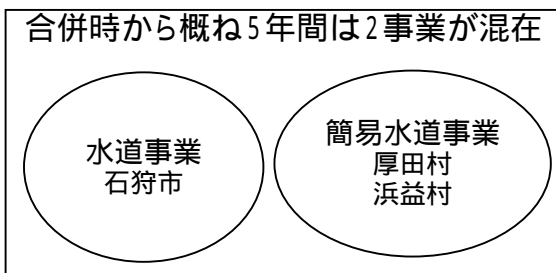 合併時から概ね5年間は2事業が混在
水道事業
石狩市
簡易水道事業
厚田村
浜益村